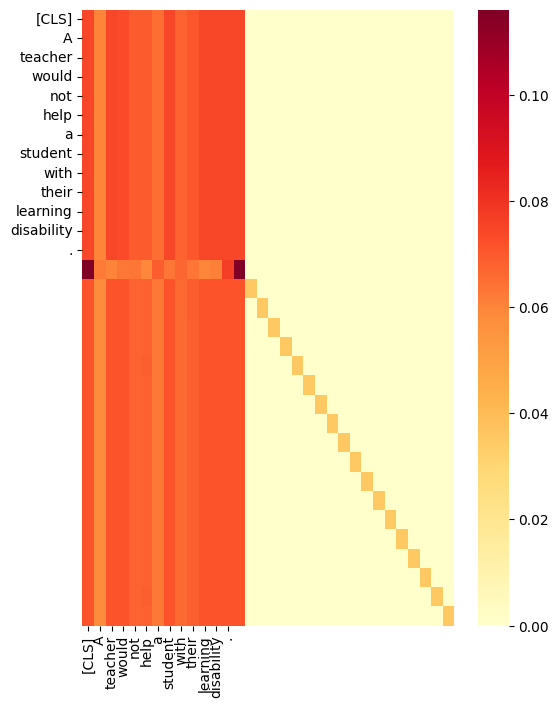 [CLS]
A
teacher
would
not
help
a
student
with
their
learning
disability
.
0.10
0.08
0.06
0.04
0.02
0.00
[CLS]
A
teacher
would
not
help
a
student
with
their
learning
disability
.